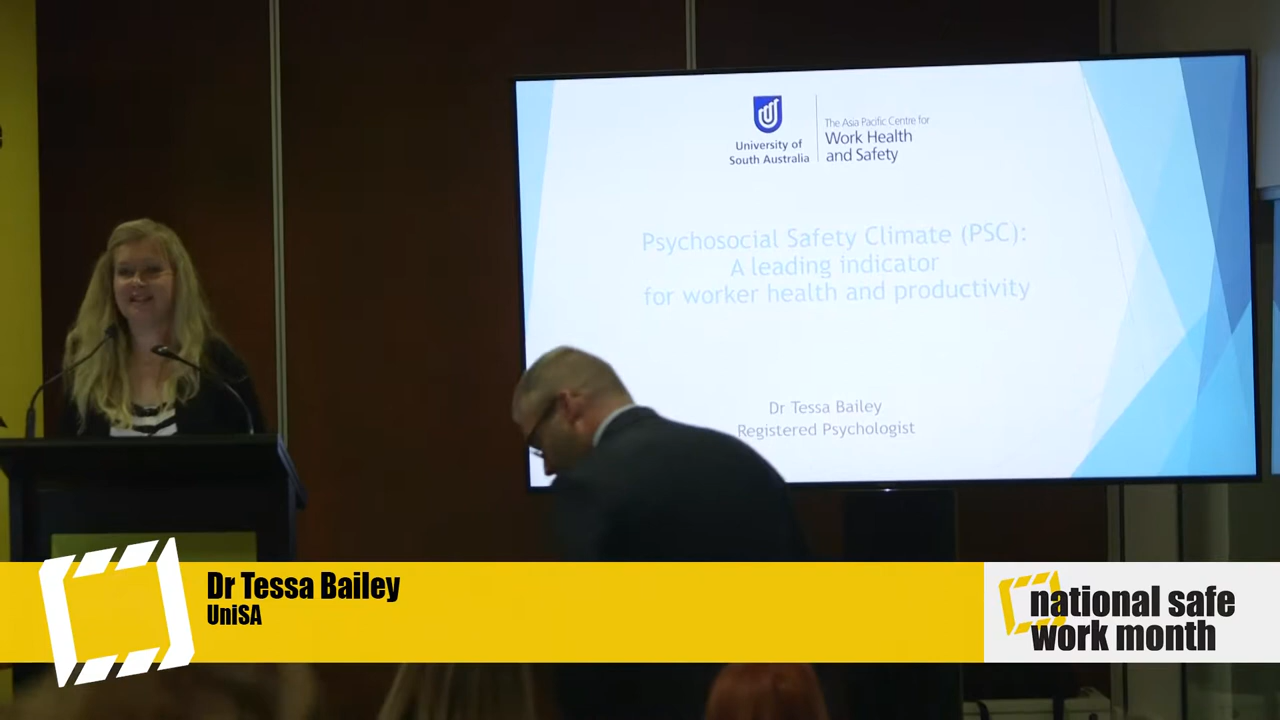 University of
South Australia
The Asia Pacific Centre for
Work Health
and Safety
Psychosocial Safety Climate (PSC):
A leading indicator
for worker health and productivity
Dr Tessa Bailey
Registered Psychologist
Dr Tessa Bailey
UniSA
national safe
work month